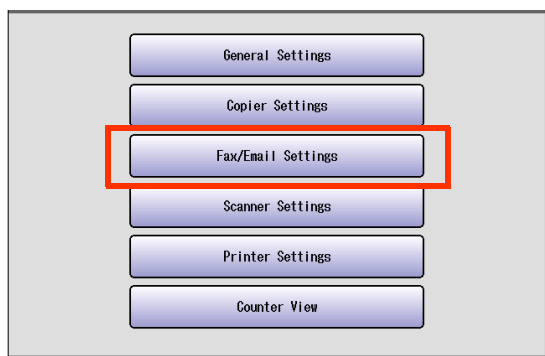 General Settings
Copier Settings
Fax/Email Settings
Scanner Settings
Printer Settings
Counter View